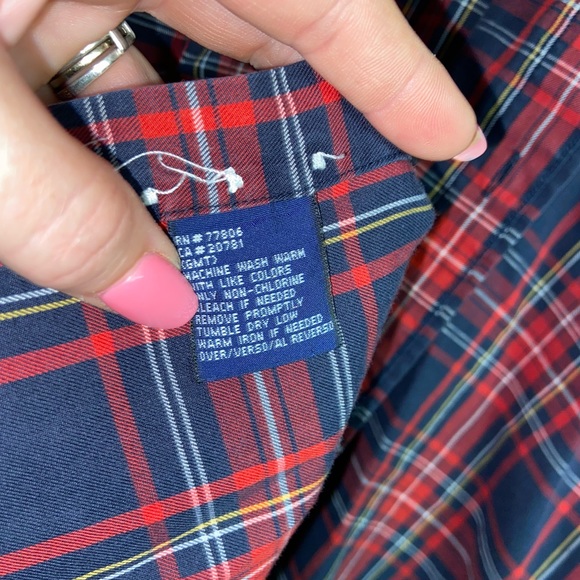 RN# 77806
CA# 20781
(GMT)
MACHINE WASH WARM
WITH LIKE COLORS
ONLY NON-CHLORINE
BLEACH IF NEEDED
REMOVE PROMPTLY
TUMBLE DRY LOW
WARM IRON IF NEEDED
OVER/VERSO/AL REVERSO